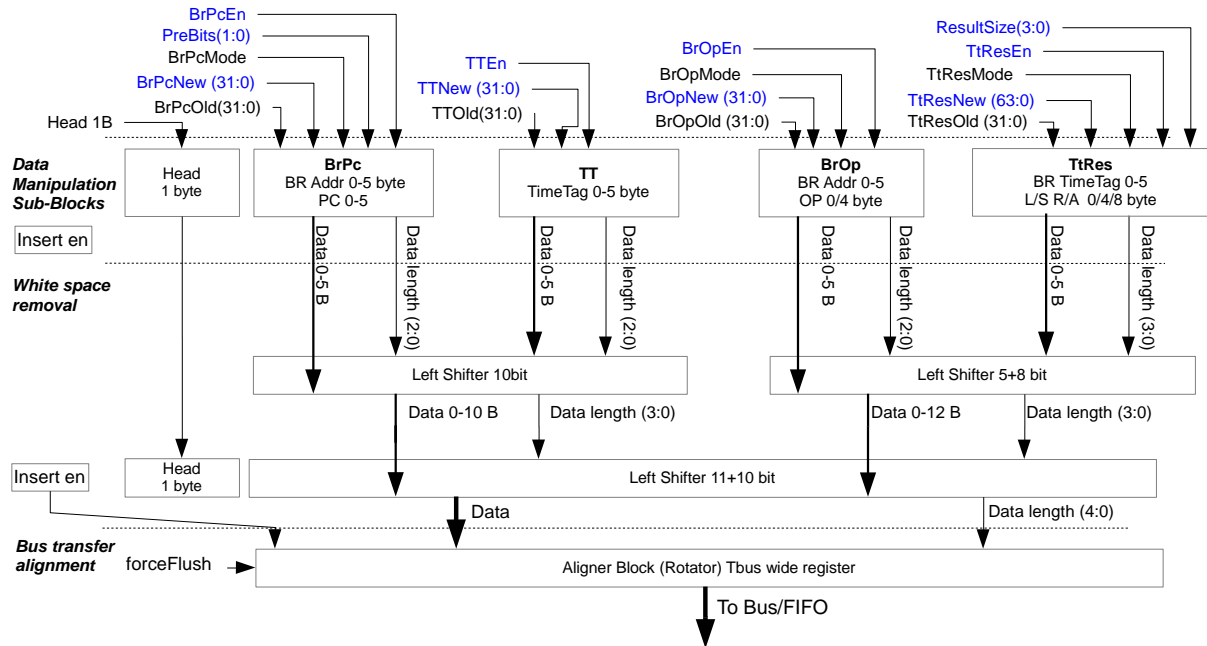 BrPcEn
PreBits(1:0)
BrPcMode
BrPcNew (31:0)
BrPcOld(31:0)
TTEn
TTNew (31:0)
TTOld(31:0)
BrOpEn
BrOpMode
BrOpNew (31:0)
BrOpOld (31:0)
ResultSize(3:0)
TtResEn
TtResMode
TtResNew (63:0)
TtResOld (31:0)
Head 1B
Data
Manipulation
Sub-Blocks
Head
1 byte
BrPc
BR Addr 0-5 byte
PC 0-5
TT
TimeTag 0-5 byte
BrOp
BR Addr 0-5
OP 0/4 byte
TtRes
BR TimeTag 0-5
L/S R/A 0/4/8 byte
Insert en
Data 0-5 B
Data length (2:0)
Data 0-5 B
Data length (2:0)
Data 0-5 B
Data length (2:0)
Data 0-5 B
Data length (3:0)
White space
removal
Left Shifter 10bit
Left Shifter 5+8 bit
Data 0-10 B
Data length (3:0)
Data 0-12 B
Data length (3:0)
Insert en
Head
1 byte
Left Shifter 11+10 bit
Data
Data length (4:0)
Bus transfer
alignment
forceFlush
Aligner Block (Rotator) Tbus wide register
To Bus/FIFO